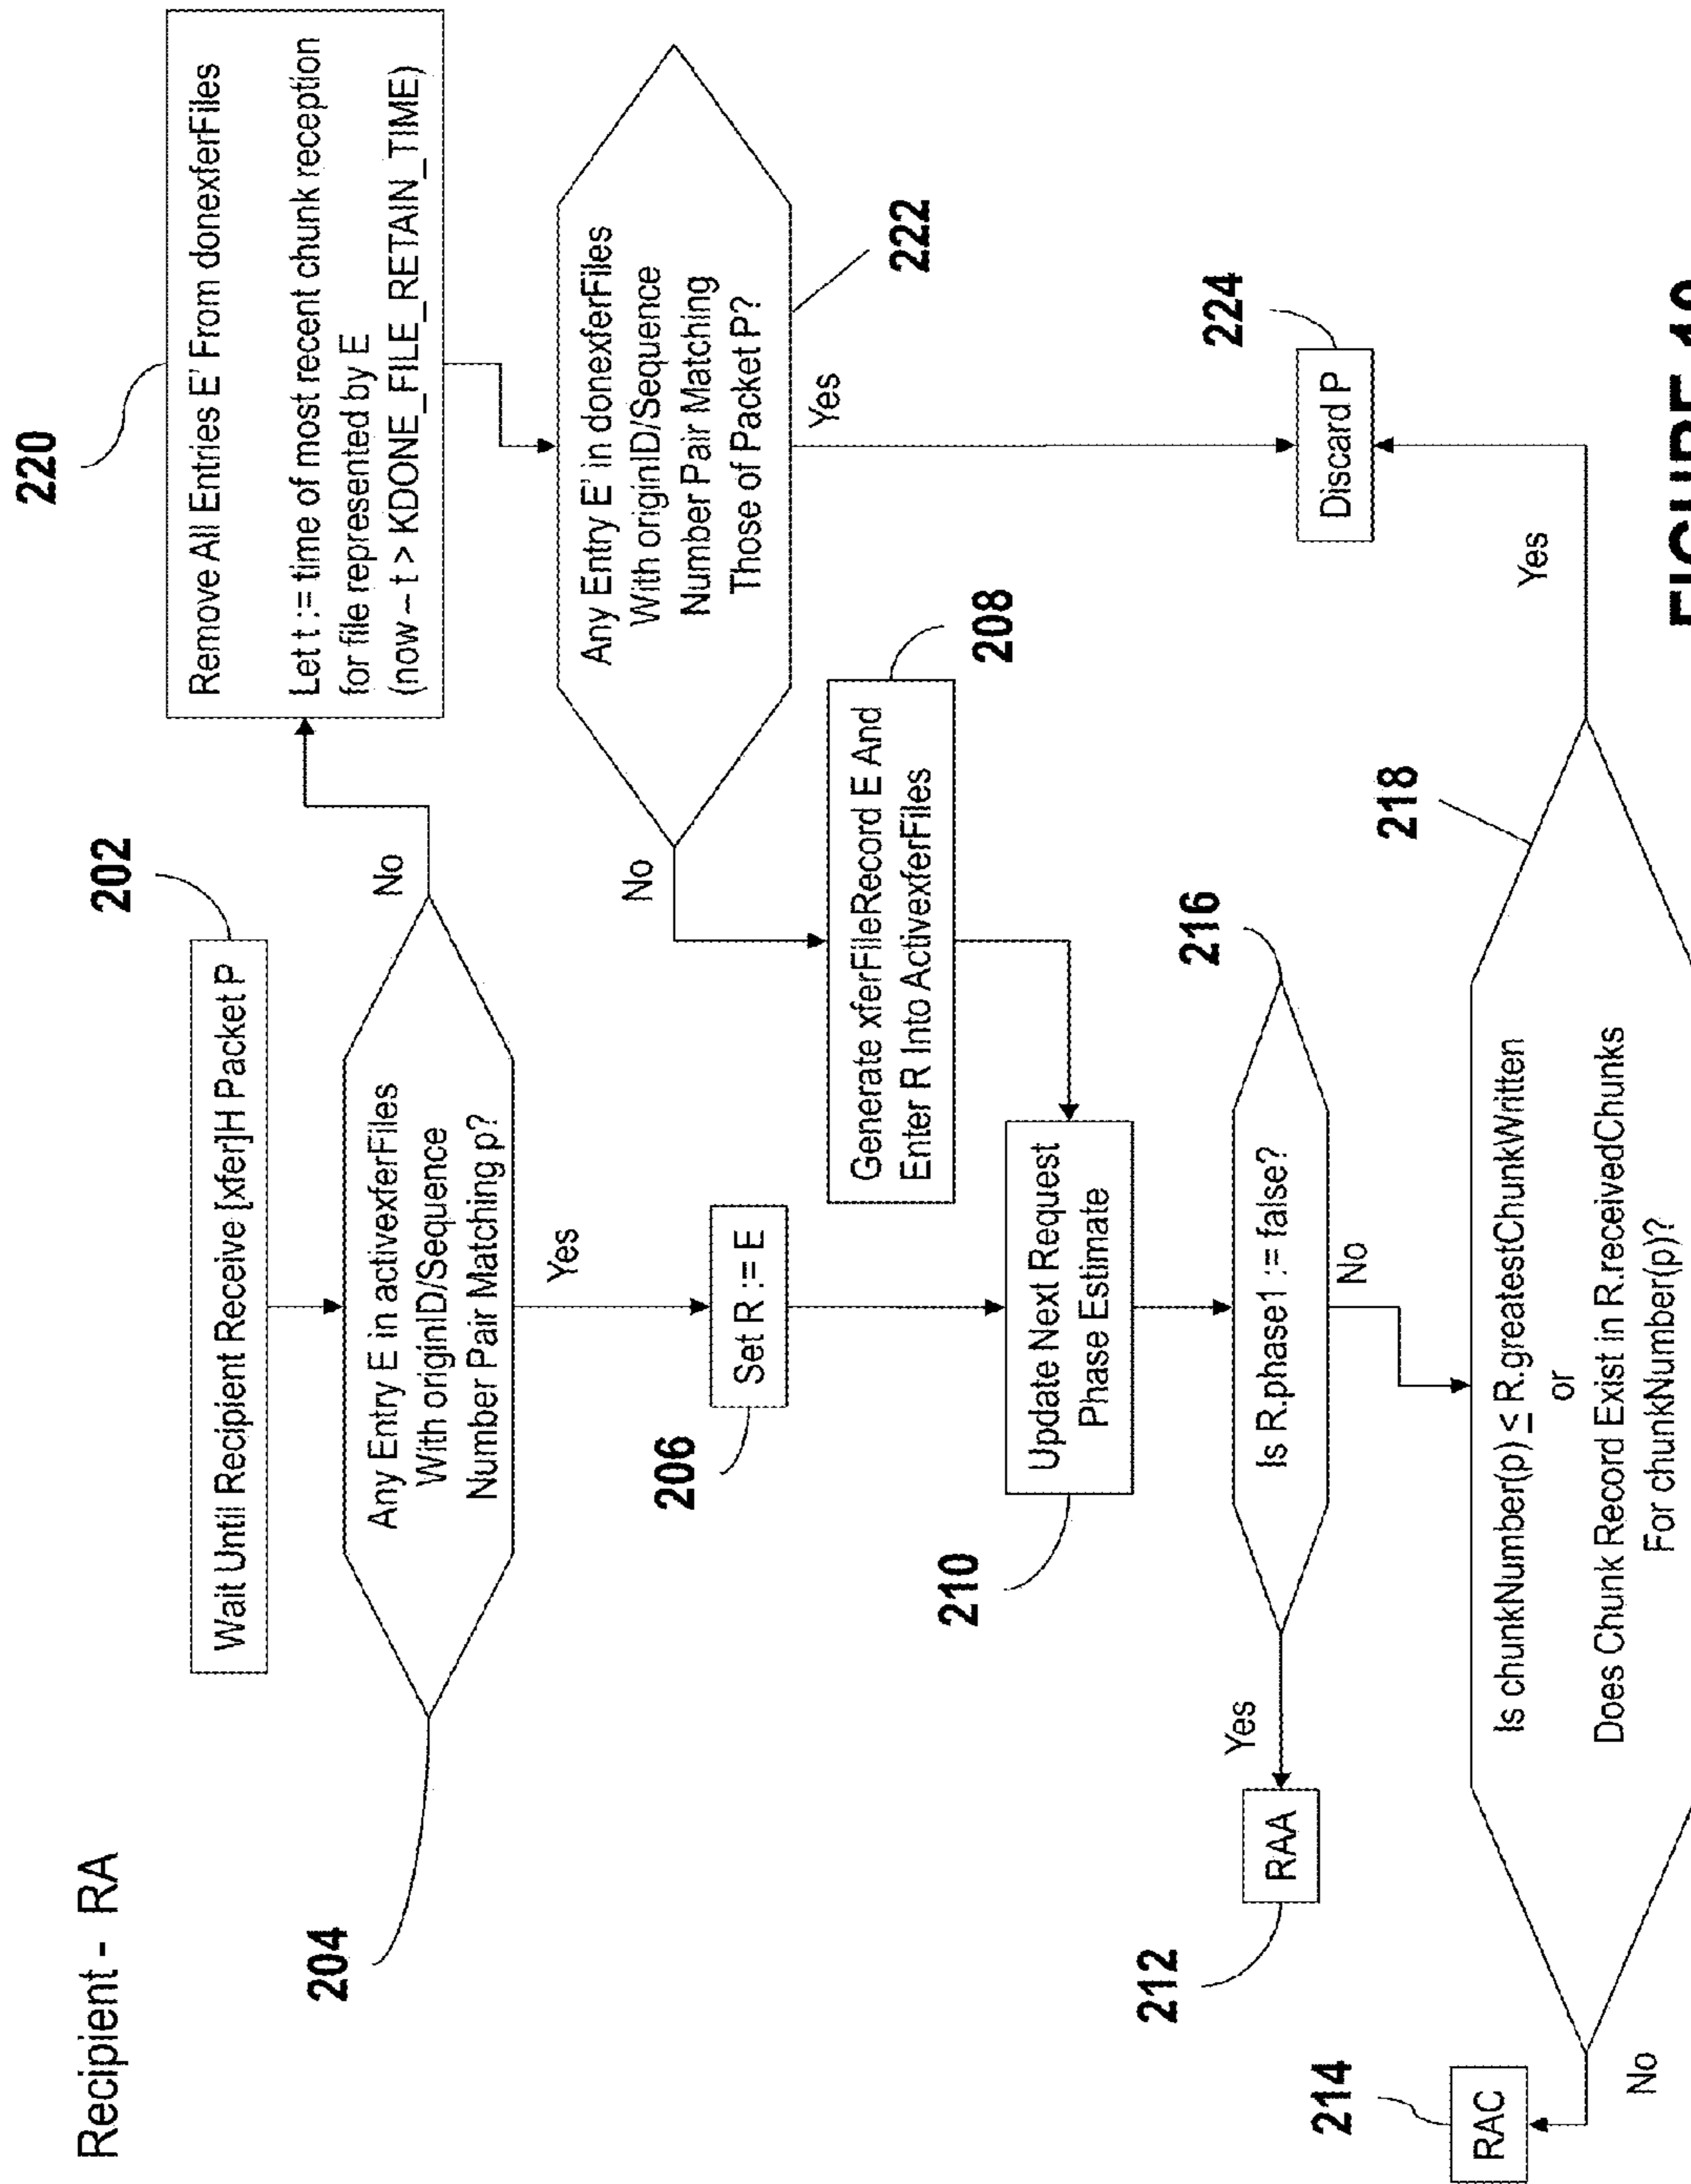 Recipient - RA
202
Wait Until Recipient Receive [xfer]H Packet P
204
Any Entry E in activexferFiles
With originID/Sequence
Number Pair Matching p?
No
Yes
220
Remove All Entries E' From donexferFiles
Let t := time of most recent chunk reception
for file represented by E
(now -- t > KDONE_FILE_RETAIN_TIME)
206
Set R := E
Any Entry E' in donexferFiles
With originID/Sequence
Number Pair Matching
Those of Packet P?
222
No
Yes
208
Generate xferFileRecord E And
Enter R Into ActivexferFiles
210
Update Next Request
Phase Estimate
216
Is R.phase1 := false?
Yes
No
212
RAA
224
Discard P
218
Is chunkNumber(p) ≤ R.greatestChunkWritten
or
Does Chunk Record Exist in R.receivedChunks
For chunkNumber(p)?
Yes
214
RAC
No